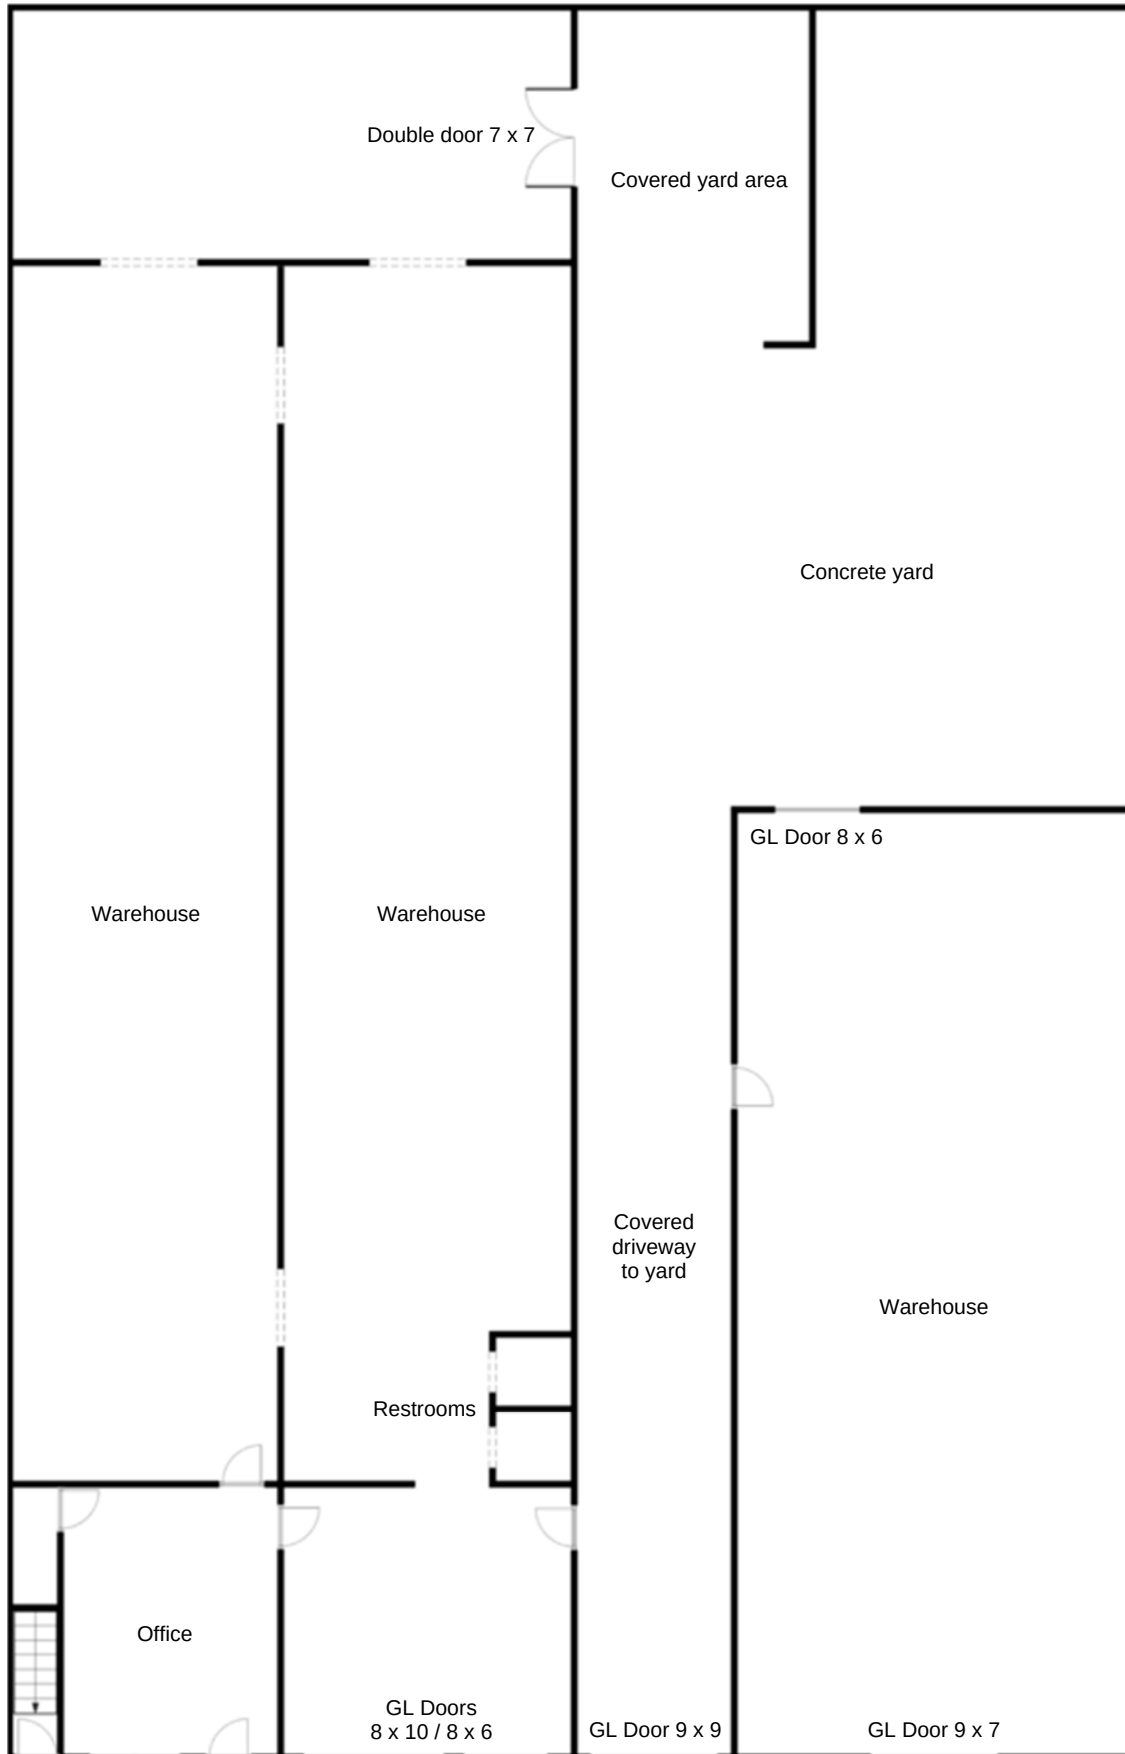 Double door 7 x 7
Covered yard area
Concrete yard
GL Door 8 x 6
Warehouse
Warehouse
Covered
driveway
to yard
Warehouse
Restrooms
Office
GL Doors
8 x 10 / 8 x 6
GL Door 9 x 9
GL Door 9 x 7